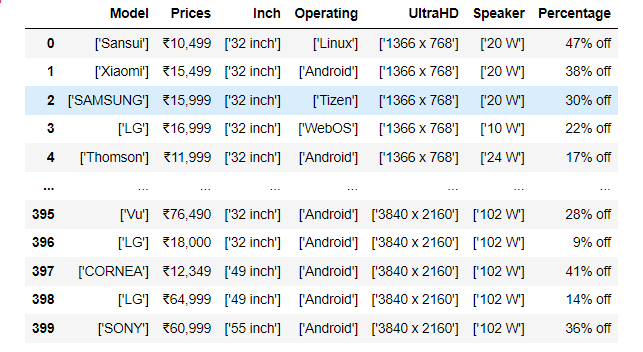 Model Prices Inch Operating UltraHD Speaker Percentage
0 ['Sansui'] ₹10,499 ['32 inch'] ['Linux'] ['1366 x 768'] ['20 W'] 47% off
1 ['Xiaomi'] ₹15,499 ['32 inch'] ['Android'] ['1366 x 768'] ['20 W'] 38% off
2 ['SAMSUNG'] ₹15,999 ['32 inch'] ['Tizen'] ['1366 x 768'] ['20 W'] 30% off
3 ['LG'] ₹16,999 ['32 inch'] ['WebOS'] ['1366 x 768'] ['10 W'] 22% off
4 ['Thomson'] ₹11,999 ['32 inch'] ['Android'] ['1366 x 768'] ['24 W'] 17% off
... ... ... ... ... ... ... ...
395 ['Vu'] ₹76,490 ['32 inch'] ['Android'] ['3840 x 2160'] ['102 W'] 28% off
396 ['LG'] ₹18,000 ['32 inch'] ['Android'] ['3840 x 2160'] ['102 W'] 9% off
397 ['CORNEA'] ₹12,349 ['49 inch'] ['Android'] ['3840 x 2160'] ['102 W'] 41% off
398 ['LG'] ₹64,999 ['49 inch'] ['Android'] ['3840 x 2160'] ['102 W'] 14% off
399 ['SONY'] ₹60,999 ['55 inch'] ['Android'] ['3840 x 2160'] ['102 W'] 36% off